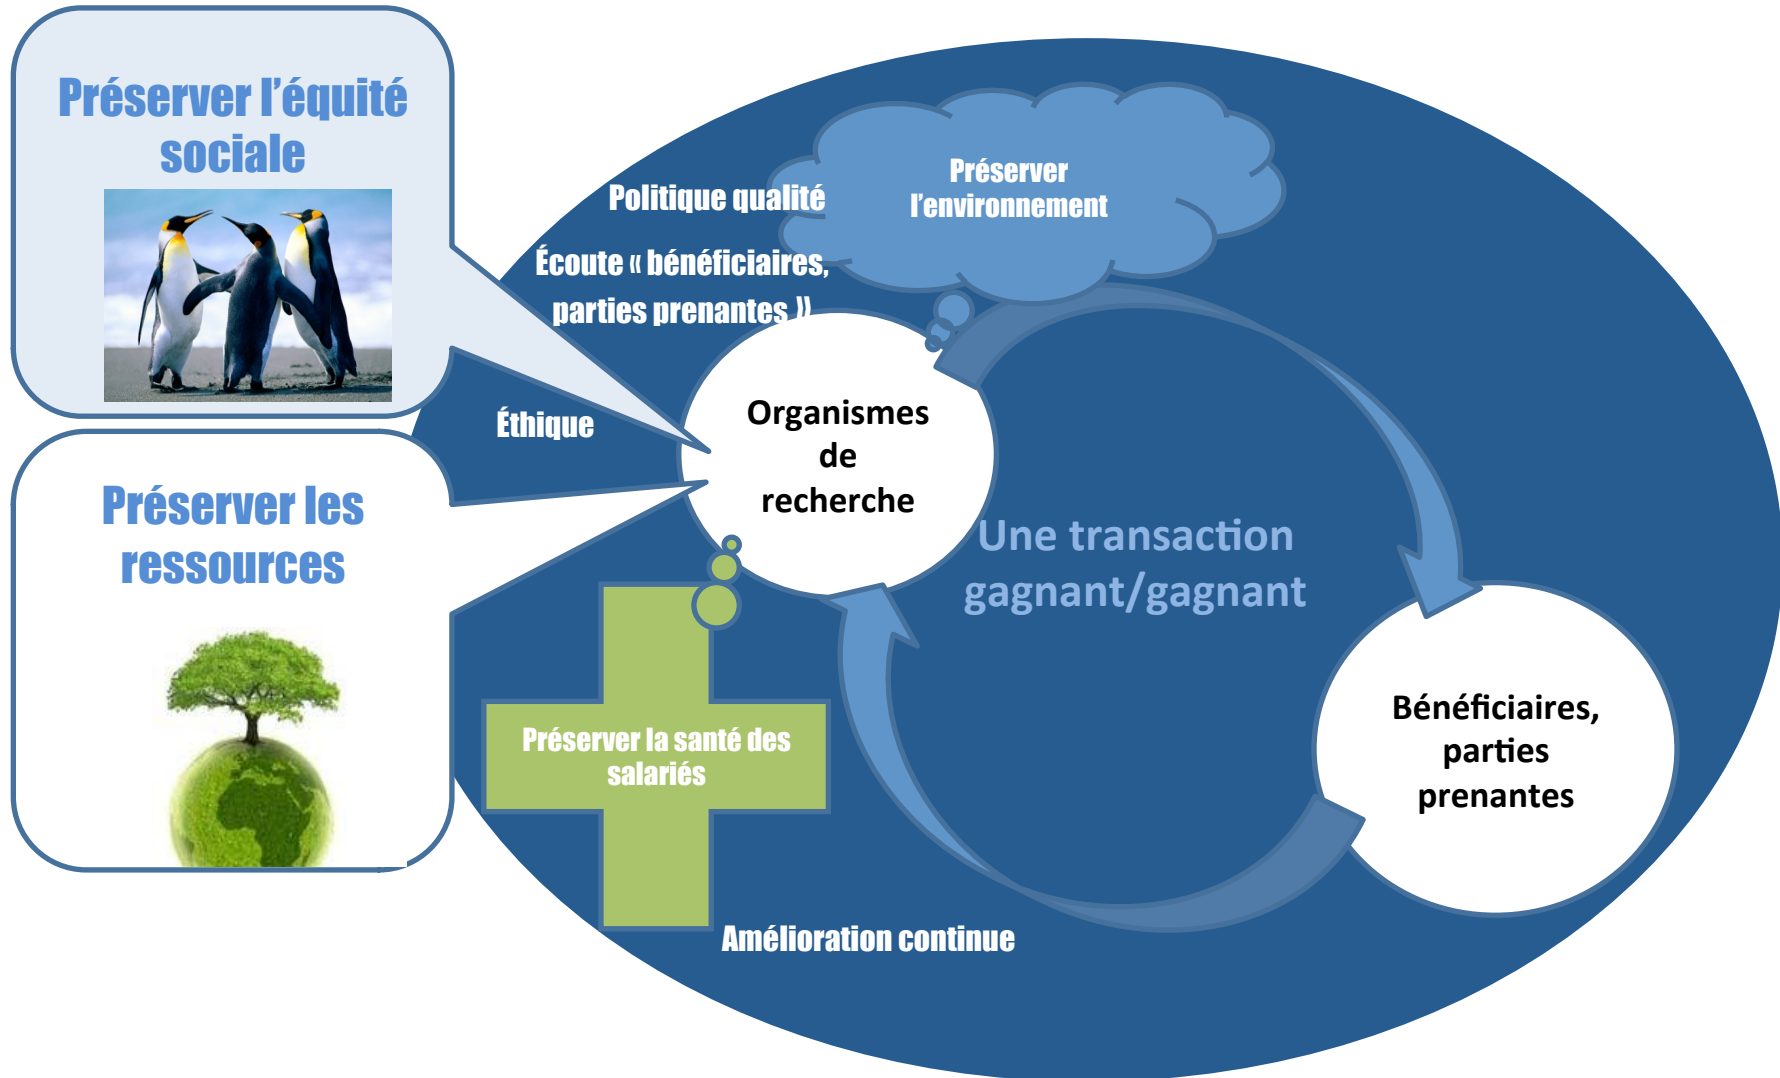 Préserver l’équité
sociale
Préserver
l’environnement
Politique qualité
Écoute « bénéficiaires,
parties prenantes »
Éthique
Organismes
de
recherche
Préserver les
ressources
Une transaction
gagnant/gagnant
Préserver la santé des
salariés
Bénéficiaires,
parties
prenantes
Amélioration continue